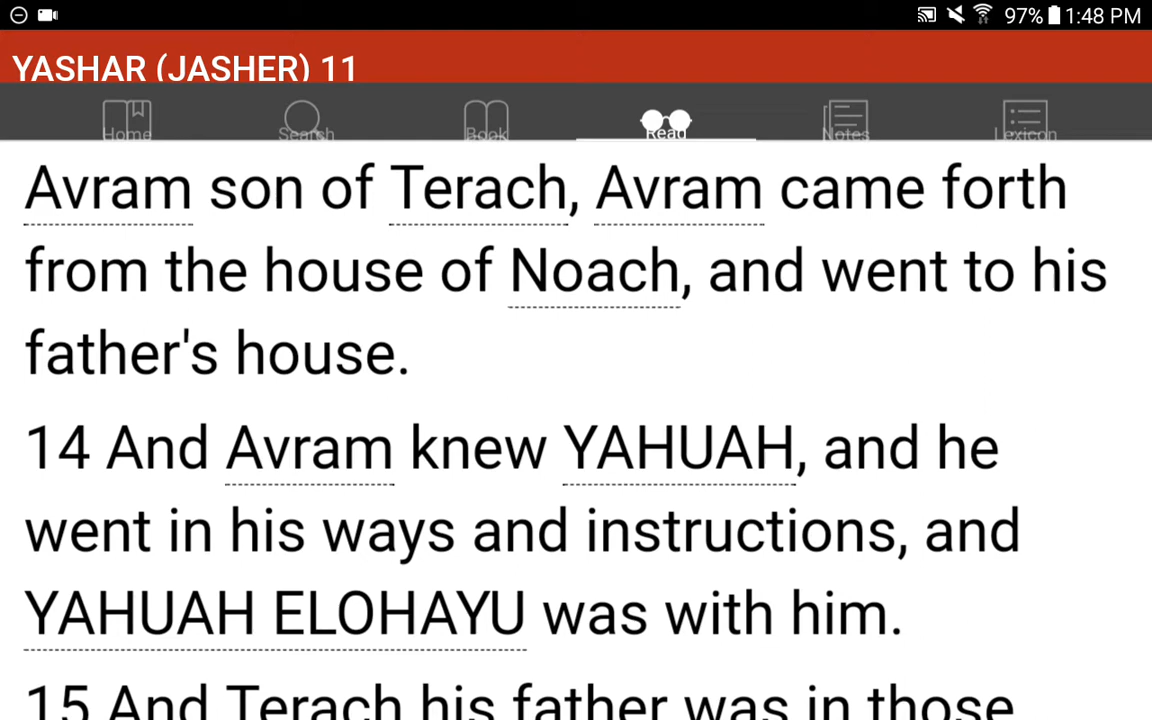 97% 1:48 PM
YASHAR (JASHER) 11
Home Search Book Read Notes Lexicon
Avram son of Terach, Avram came forth
from the house of Noach, and went to his
father's house.
14 And Avram knew YAHUAH, and he
went in his ways and instructions, and
YAHUAH ELOHAYU was with him.
15 And Terach his father was in those